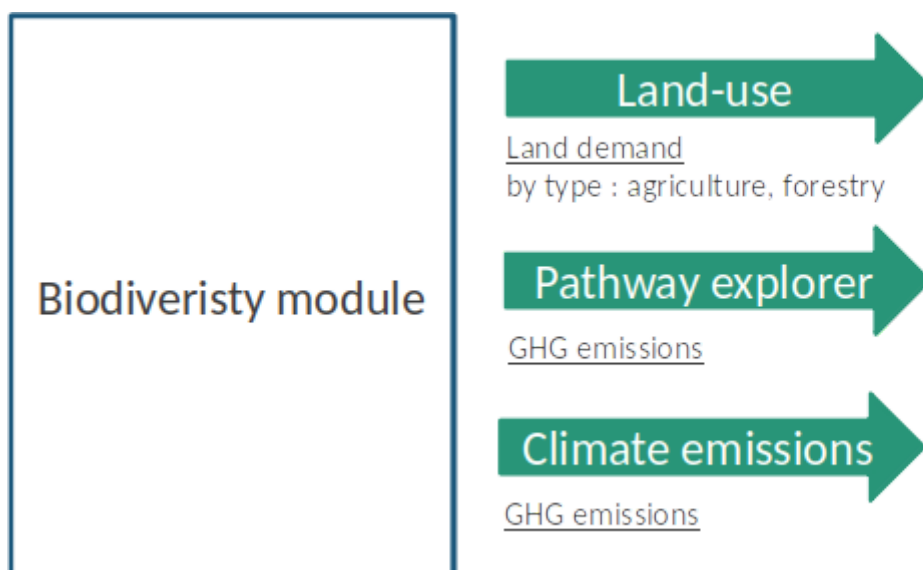 Biodiveristy module
Land-use
Land demand
by type : agriculture, forestry
Pathway explorer
GHG emissions
Climate emissions
GHG emissions